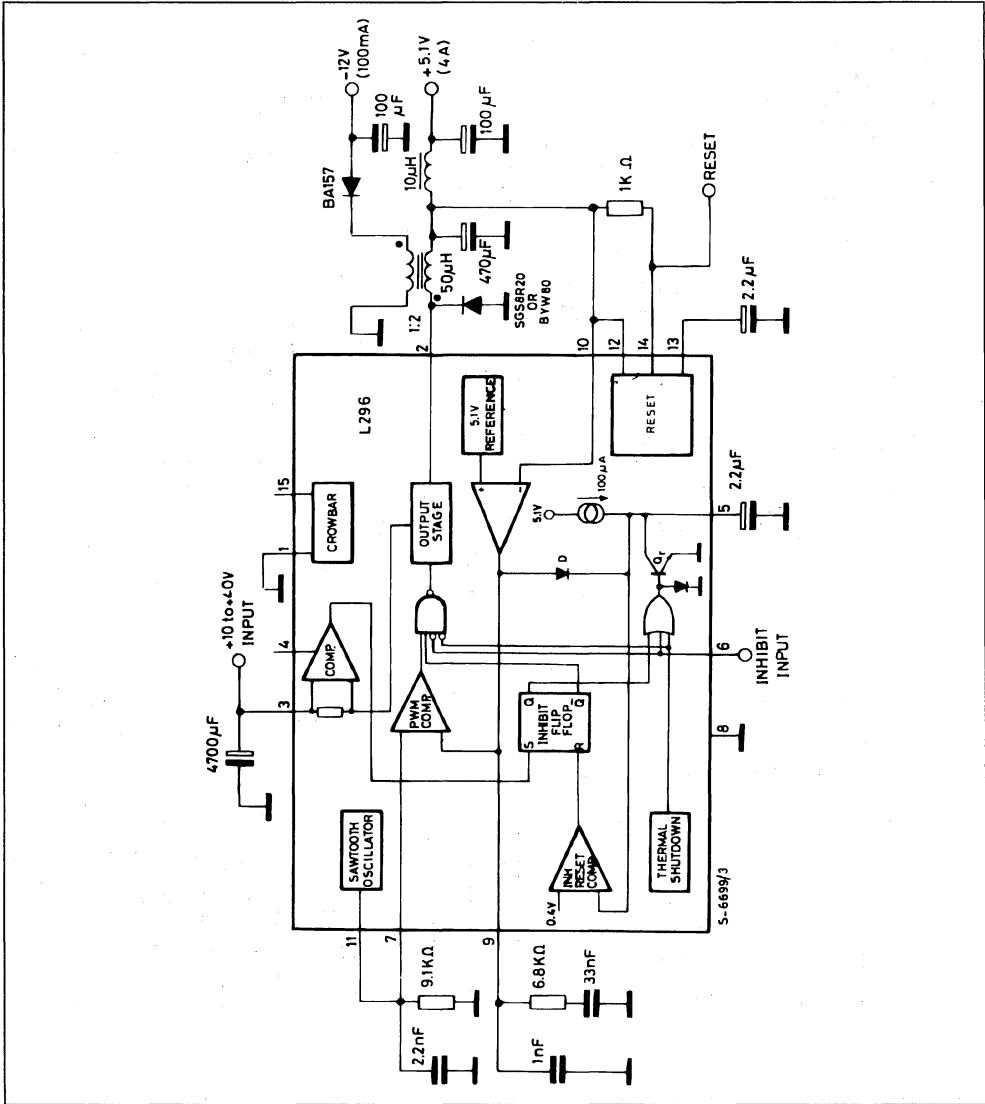 -12V
(100mA)
100
µF
BA157
+5.1V
(4A)
10µH
100µF
50µH
470µF
1:2
SGS8R20
OR
BYW80
1KΩ
RESET
2.2µF
2
10
12
14
13
L296
15
1
CROWBAR
OUTPUT
STAGE
5.1V
REFERENCE
+
-
RESET
+10 to +40V
INPUT
4
3
COMP.
4700µF
PWM
COMP.
D
5.1V
100µA
5
2.2µF
Qr
S
Q
INHIBIT
FLIP
FLOP
R
Q
6
INHIBIT
INPUT
8
SAWTOOTH
OSCILLATOR
INH
RESET
COMP.
0.4V
THERMAL
SHUTDOWN
S-6699/3
11
7
9
9.1KΩ
2.2nF
6.8KΩ
33nF
1nF